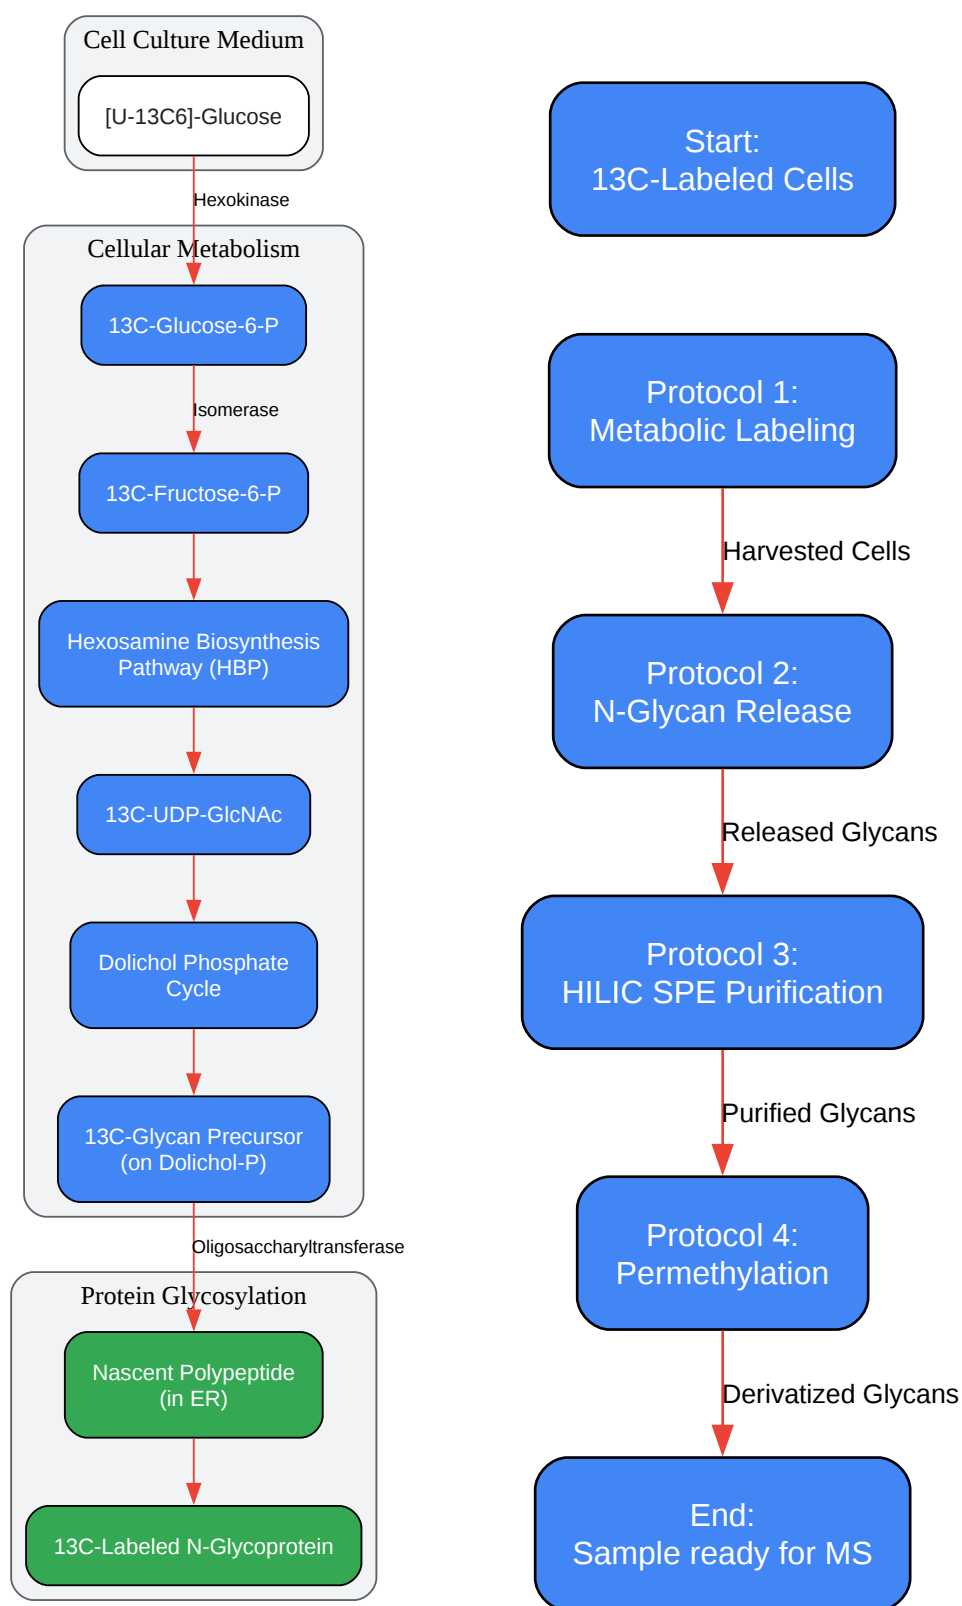 Cell Culture Medium
[U-13C6]-Glucose
Hexokinase
Cellular Metabolism
13C-Glucose-6-P
Isomerase
13C-Fructose-6-P
Hexosamine Biosynthesis
Pathway (HBP)
13C-UDP-GlcNAc
Dolichol Phosphate
Cycle
13C-Glycan Precursor
(on Dolichol-P)
Oligosaccharyltransferase
Protein Glycosylation
Nascent Polypeptide
(in ER)
13C-Labeled N-Glycoprotein
Start:
13C-Labeled Cells
Protocol 1:
Metabolic Labeling
Harvested Cells
Protocol 2:
N-Glycan Release
Released Glycans
Protocol 3:
HILIC SPE Purification
Purified Glycans
Protocol 4:
Permethylation
Derivatized Glycans
End:
Sample ready for MS